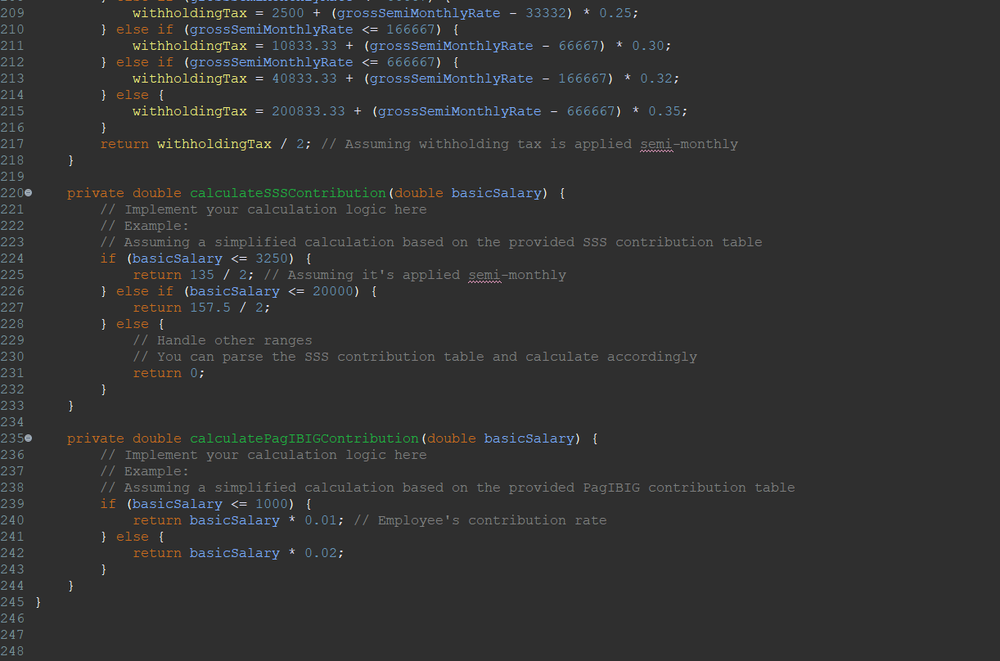 209 withholdingTax = 2500 + (grossSemiMonthlyRate - 33332) * 0.25;
210 } else if (grossSemiMonthlyRate <= 166667) {
211 withholdingTax = 10833.33 + (grossSemiMonthlyRate - 66667) * 0.30;
212 } else if (grossSemiMonthlyRate <= 666667) {
213 withholdingTax = 40833.33 + (grossSemiMonthlyRate - 166667) * 0.32;
214 } else {
215 withholdingTax = 200833.33 + (grossSemiMonthlyRate - 666667) * 0.35;
216 }
217 return withholdingTax / 2; // Assuming withholding tax is applied semi-monthly
218 }
219
220 private double calculateSSSContribution(double basicSalary) {
221 // Implement your calculation logic here
222 // Example:
223 // Assuming a simplified calculation based on the provided SSS contribution table
224 if (basicSalary <= 3250) {
225 return 135 / 2; // Assuming it's applied semi-monthly
226 } else if (basicSalary <= 20000) {
227 return 157.5 / 2;
228 } else {
229 // Handle other ranges
230 // You can parse the SSS contribution table and calculate accordingly
231 return 0;
232 }
233 }
234
235 private double calculatePagIBIGContribution(double basicSalary) {
236 // Implement your calculation logic here
237 // Example:
238 // Assuming a simplified calculation based on the provided PagIBIG contribution table
239 if (basicSalary <= 1000) {
240 return basicSalary * 0.01; // Employee's contribution rate
241 } else {
242 return basicSalary * 0.02;
243 }
244 }
245 }
246
247
248